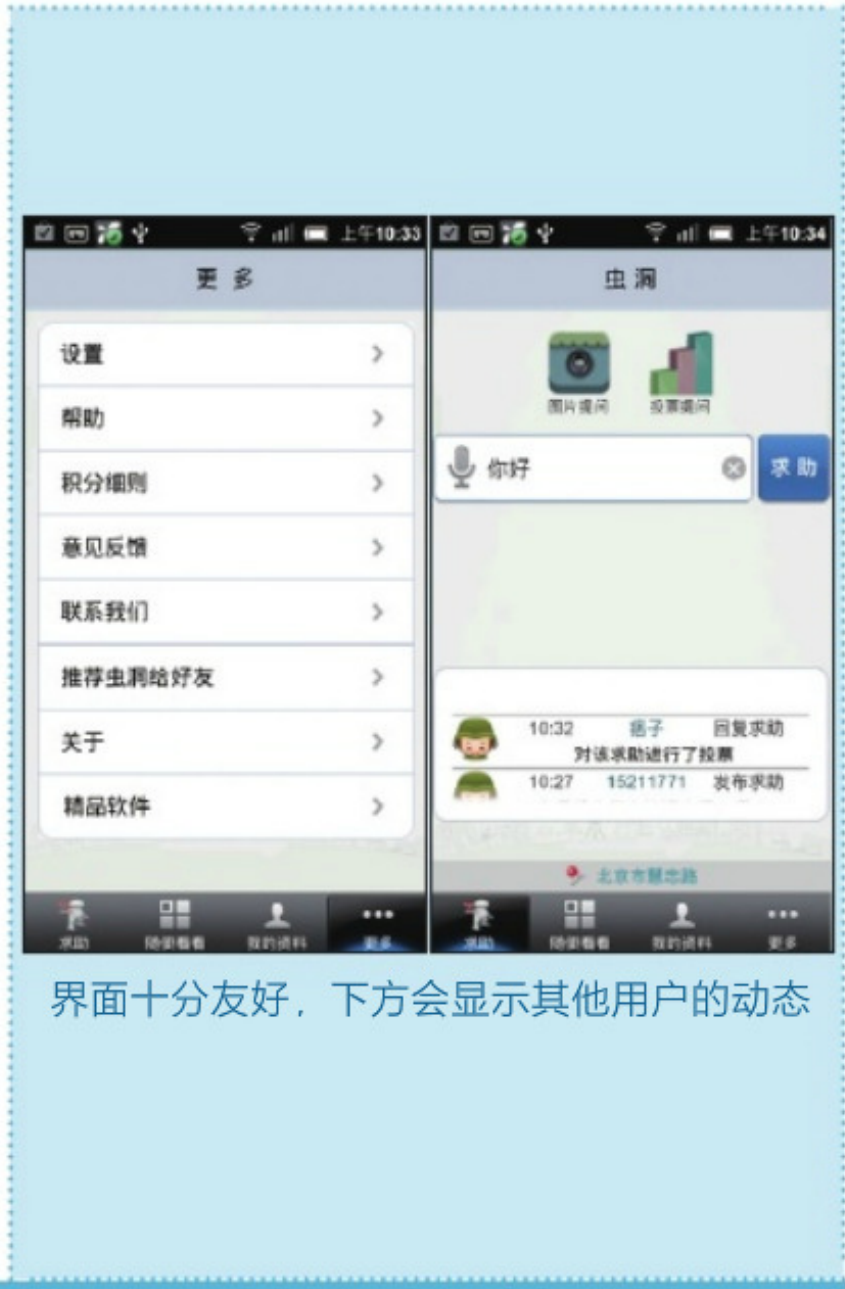 上午10:33
更 多
设置
帮助
积分细则
意见反馈
联系我们
推荐虫洞给好友
关于
精品软件
求助
随便看看
我的资料
更多
上午10:34
虫洞
图片提问
投票提问
你好
求助
10:32 痞子 回复求助
对该求助进行了投票
10:27 15211771 发布求助
北京市慧忠路
求助
随便看看
我的资料
更多
界面十分友好，下方会显示其他用户的动态